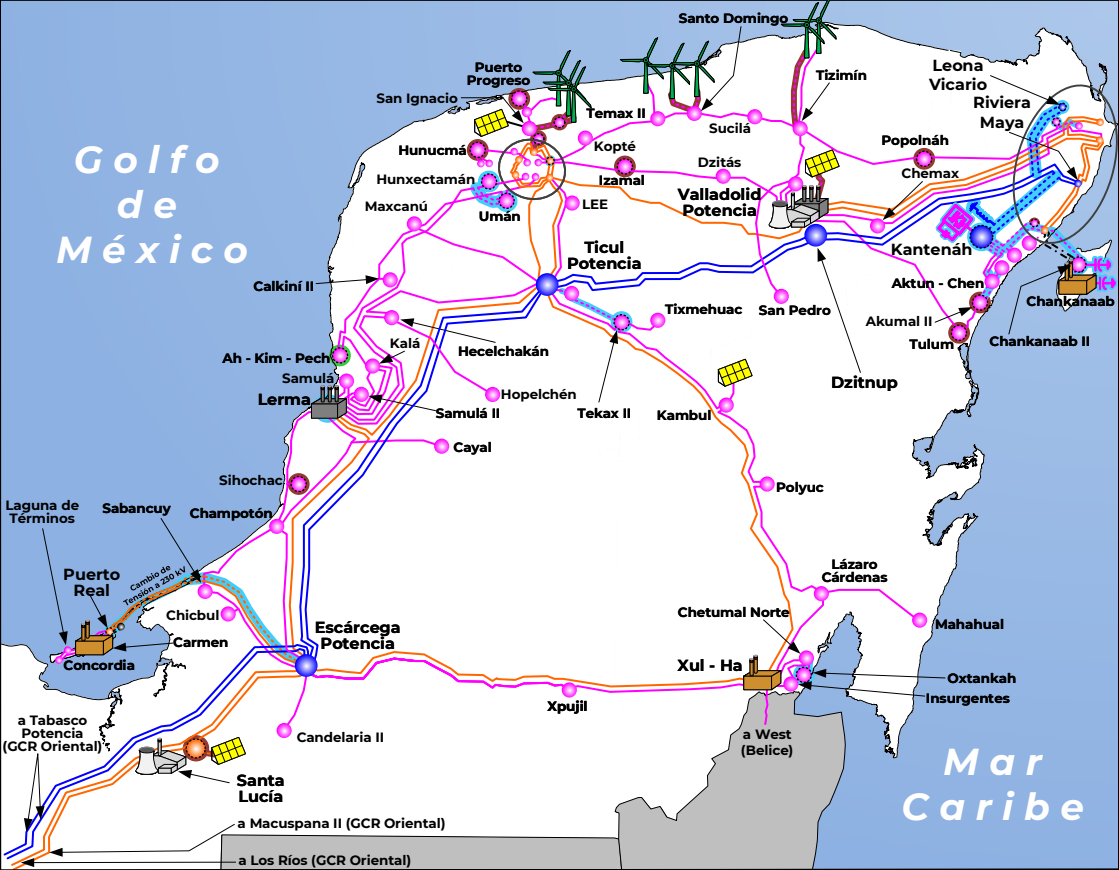 Santo Domingo
Puerto
Progreso
San Ignacio
Tizimín
Leona
Vicario
Riviera
Maya
Temax II
Sucilá
Popolnáh
Hunucmá
Kopté
Izamal
Dzitás
Chemax
Hunxectamán
Umán
LEE
Valladolid
Potencia
Maxcanú
Kantenáh
Ticul
Potencia
Calkiní II
Aktun - Chen
Chankanaab
San Pedro
Tixmehuac
Akumal II
Chankanaab II
Tulum
Hecelchakán
Kalá
Ah - Kim - Pech
Samulá
Dzitnup
Lerma
Hopelchén
Samulá II
Tekax II
Kambul
Cayal
Sihochac
Polyuc
Laguna de
Términos
Sabancuy
Champotón
Cambio de
Tensión a 230 kV
Puerto
Real
Lázaro
Cárdenas
Chicbul
Chetumal Norte
Mahahual
Escárcega
Potencia
Carmen
Concordia
Xul - Ha
Oxtankah
Insurgentes
Xpujil
a Tabasco
Potencia
(GCR Oriental)
Candelaria II
a West
(Belice)
Santa
Lucía
a Macuspana II (GCR Oriental)
a Los Ríos (GCR Oriental)
Golfo
de
México
Mar
Caribe